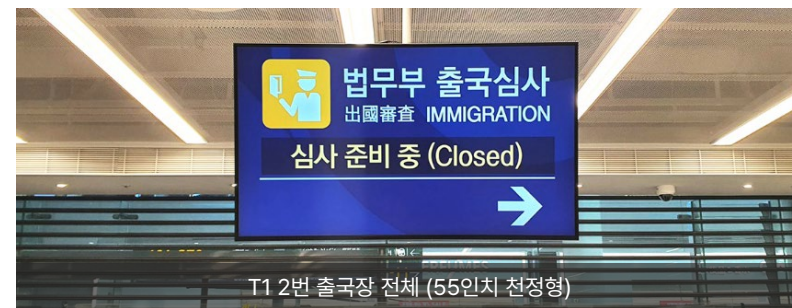 법무부 출국심사
出國審査 IMMIGRATION
심사 준비 중 (Closed)
T1 2번 출국장 전체 (55인치 천정형)